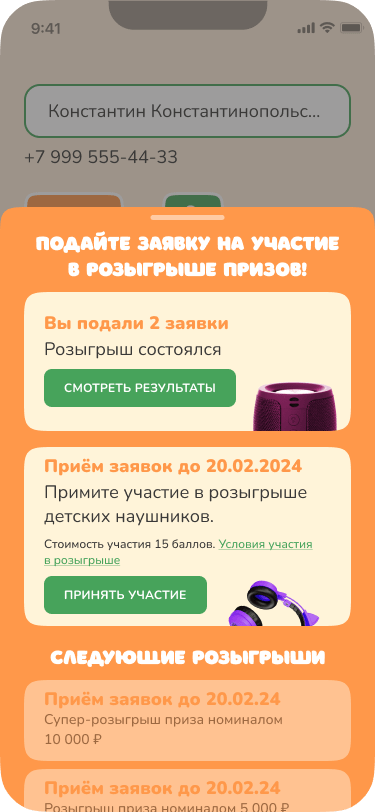 9:41
Константин Константинопольс...
+7 999 555-44-33
ПОДАЙТЕ ЗАЯВКУ НА УЧАСТИЕ
В РОЗЫГРЫШЕ ПРИЗОВ!
Вы подали 2 заявки
Розыгрыш состоялся
СМОТРЕТЬ РЕЗУЛЬТАТЫ
Приём заявок до 20.02.2024
Примите участие в розыгрыше
детских наушников.
Стоимость участия 15 баллов. Условия участия
в розыгрыше
ПРИНЯТЬ УЧАСТИЕ
СЛЕДУЮЩИЕ РОЗЫГРЫШИ
Приём заявок до 20.02.24
Супер-розыгрыш приза номиналом
10 000 ₽
Приём заявок до 20.02.24
Розыгрыш приза номиналом 5 000 ₽